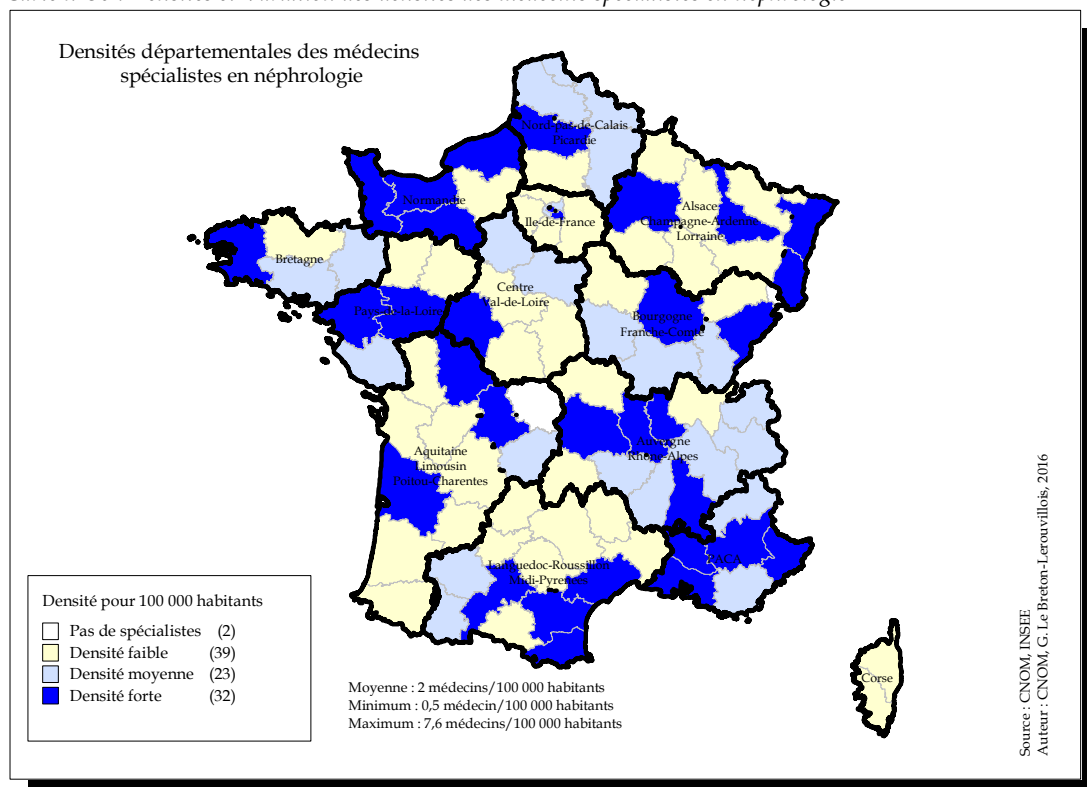 Densités départementales des médecins
spécialistes en néphrologie
Nord-pas-de-Calais
Picardie
Normandie
Ile-de-France
Alsace
Champagne-Ardenne
Lorraine
Bretagne
Centre
Val-de-Loire
Pays-de-la-Loire
Bourgogne
Franche-Comté
Auvergne
Rhône-Alpes
Aquitaine
Limousin
Poitou-Charentes
Languedoc-Roussillon
Midi-Pyrénées
PACA
Corse
Densité pour 100 000 habitants
Pas de spécialistes (2)
Densité faible (39)
Densité moyenne (23)
Densité forte (32)
Moyenne : 2 médecins/100 000 habitants
Minimum : 0,5 médecin/100 000 habitants
Maximum : 7,6 médecins/100 000 habitants
Source : CNOM, INSEE
Auteur : CNOM, G. Le Breton-Lerouvillois, 2016